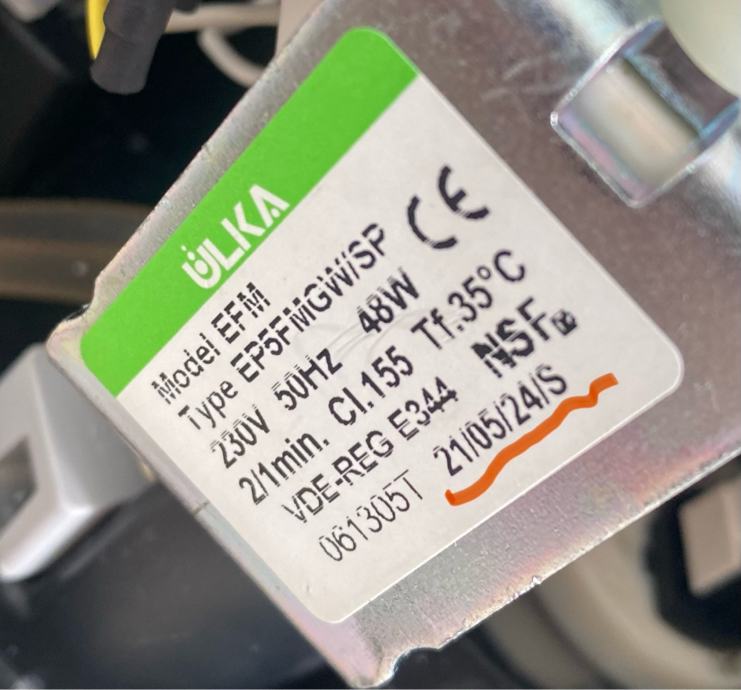 ULKA
Model EFM
Type EP5FMGW/SP CE
230V 50Hz 48W
2/1min. Cl.155 Tf.35°C
VDE-REG E344 NSF
061305T 21/05/24/S